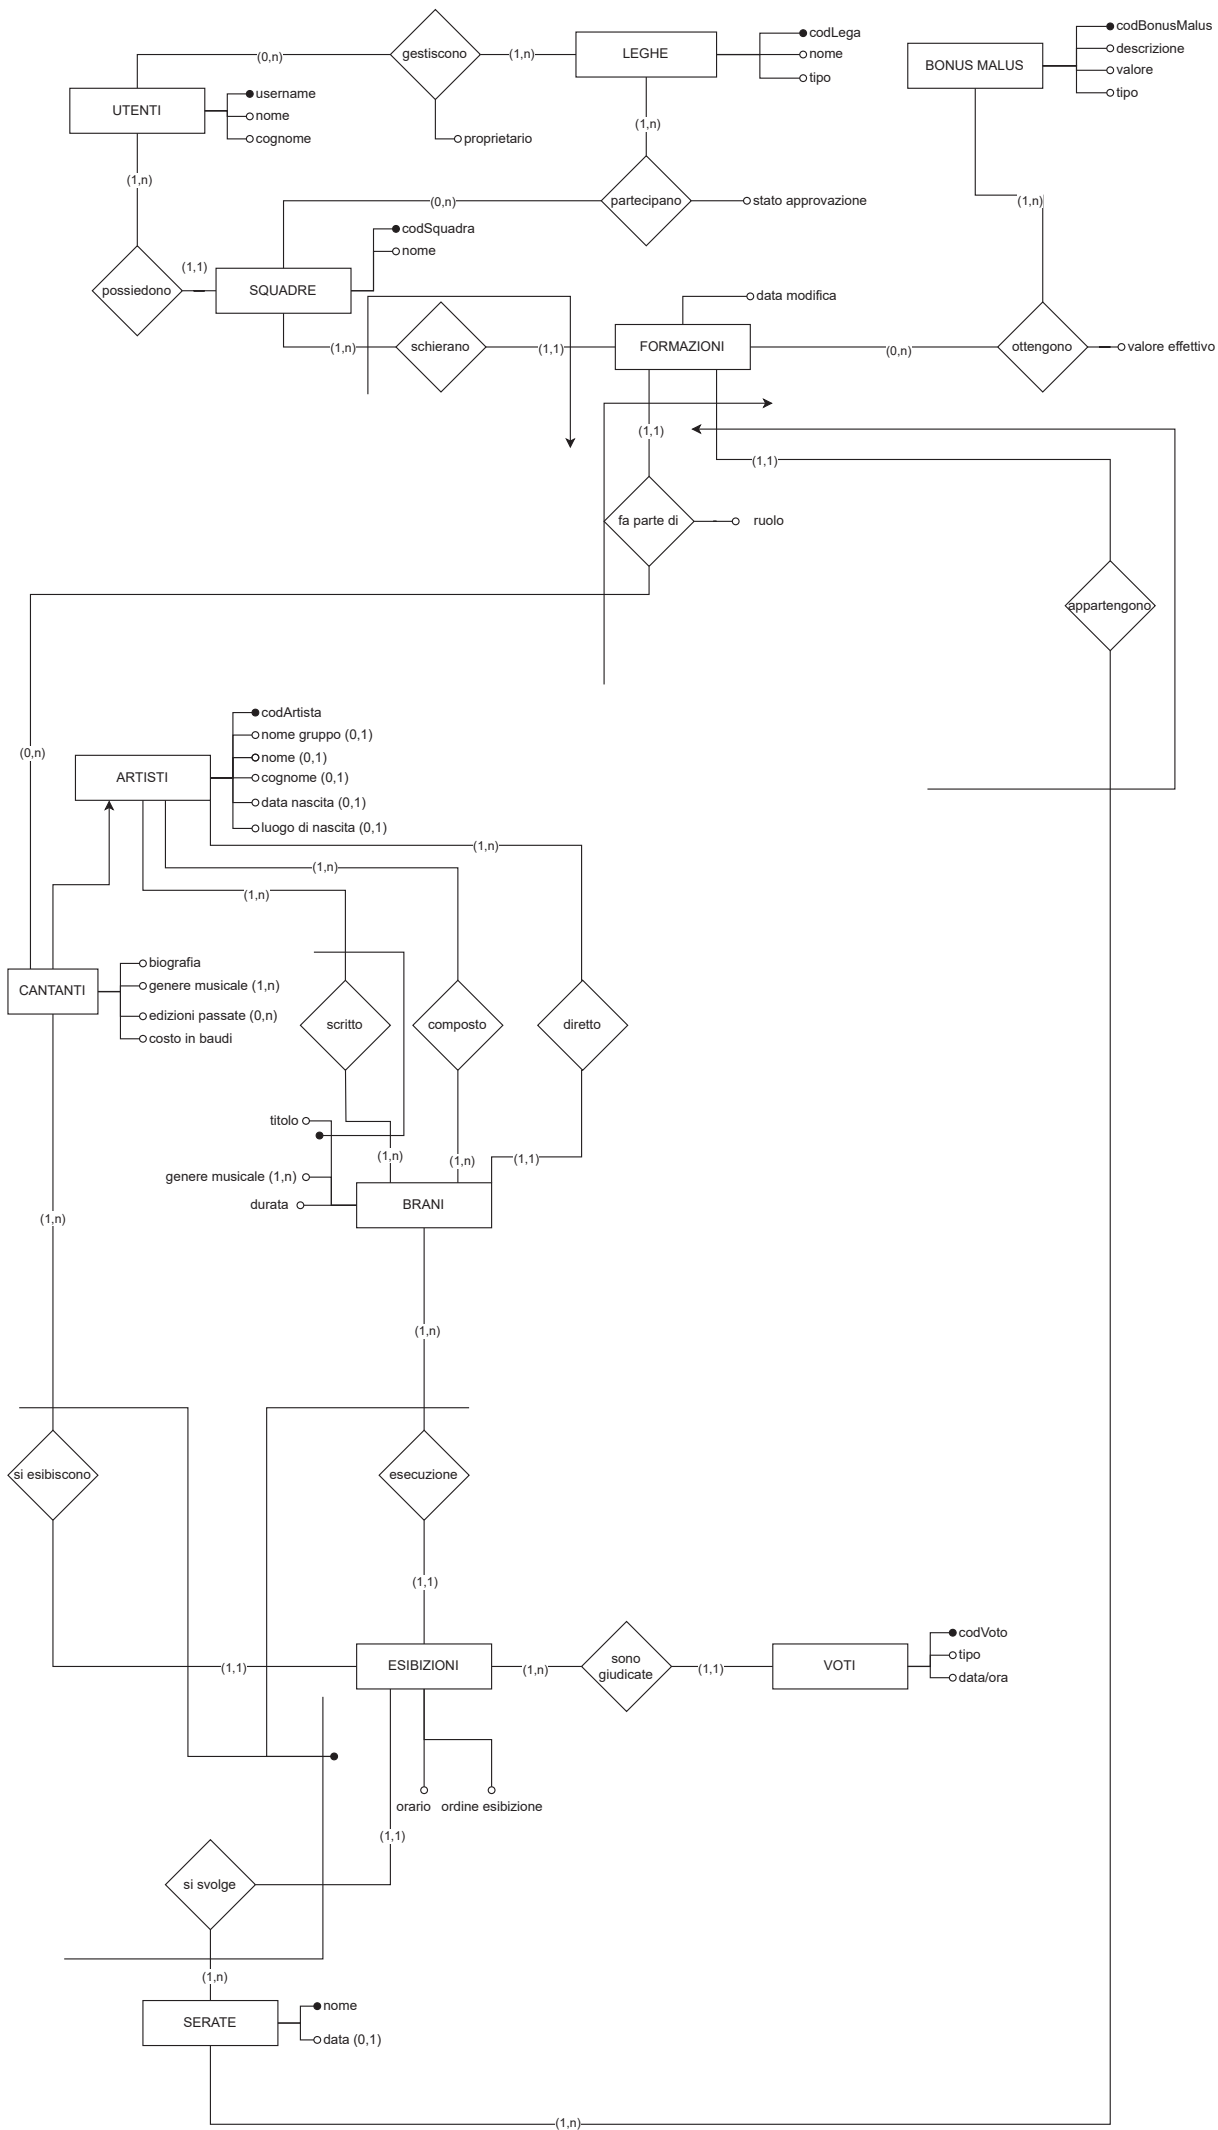 codBonusMalus
codLega
descrizione
(0,n)
gestiscono
(1,n)
LEGHE
nome
BONUS MALUS
valore
tipo
tipo
username
UTENTI
nome
(1,n)
cognome
proprietario
(1,n)
(0,n)
partecipano
stato approvazione
(1,n)
codSquadra
nome
(1,1)
possiedono
SQUADRE
data modifica
(1,n)
schierano
(1,1)
FORMAZIONI
(0,n)
ottengono
valore effettivo
(1,1)
(1,1)
fa parte di
ruolo
appartengono
codArtista
nome gruppo (0,1)
(0,n)
nome (0,1)
ARTISTI
cognome (0,1)
data nascita (0,1)
luogo di nascita (0,1)
(1,n)
(1,n)
(1,n)
biografia
CANTANTI
genere musicale (1,n)
edizioni passate (0,n)
costo in baudi
scritto
composto
diretto
titolo
(1,n)
(1,n)
(1,1)
genere musicale (1,n)
durata
BRANI
(1,n)
(1,n)
si esibiscono
esecuzione
(1,1)
codVoto
(1,1)
ESIBIZIONI
(1,n)
sono
giudicate
(1,1)
VOTI
tipo
data/ora
orario
ordine esibizione
(1,1)
si svolge
(1,n)
nome
SERATE
data (0,1)
(1,n)